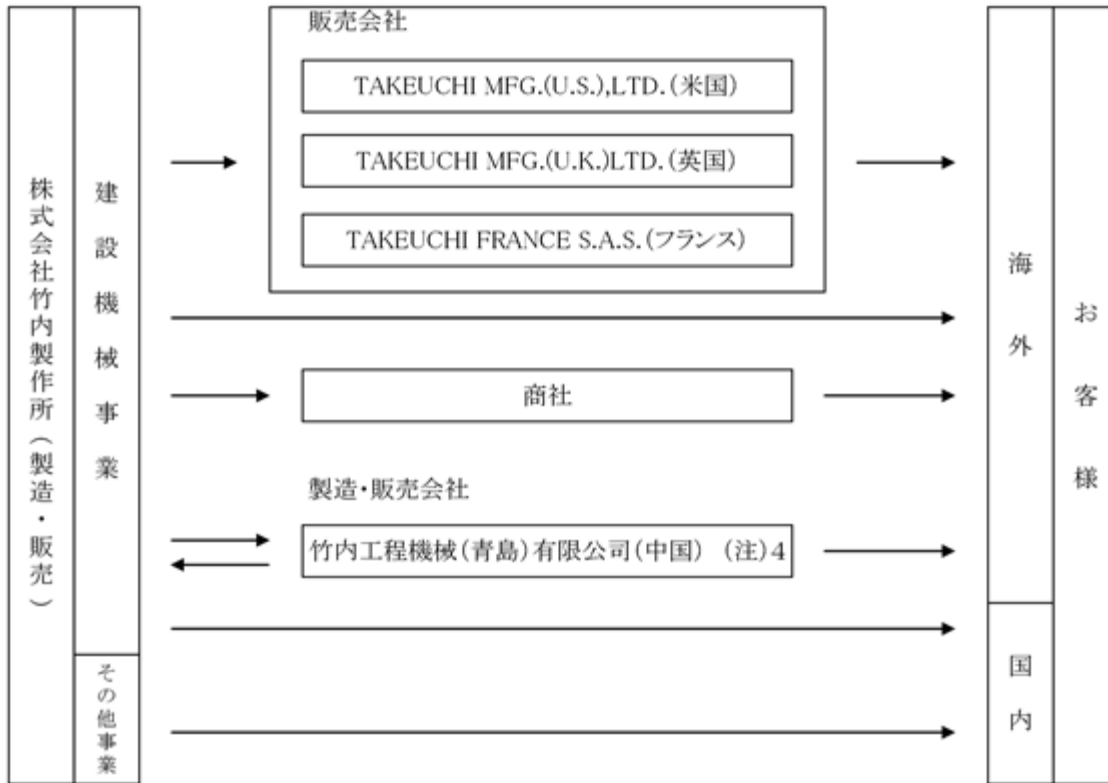 株式会社竹内製作所（製造・販売）
建設機械事業
その他事業
販売会社
TAKEUCHI MFG.(U.S.),LTD.(米国)
TAKEUCHI MFG.(U.K.)LTD.(英国)
TAKEUCHI FRANCE S.A.S.(フランス)
商社
製造・販売会社
竹内工程機械(青島)有限公司(中国) (注)4
海外
国内
お客様